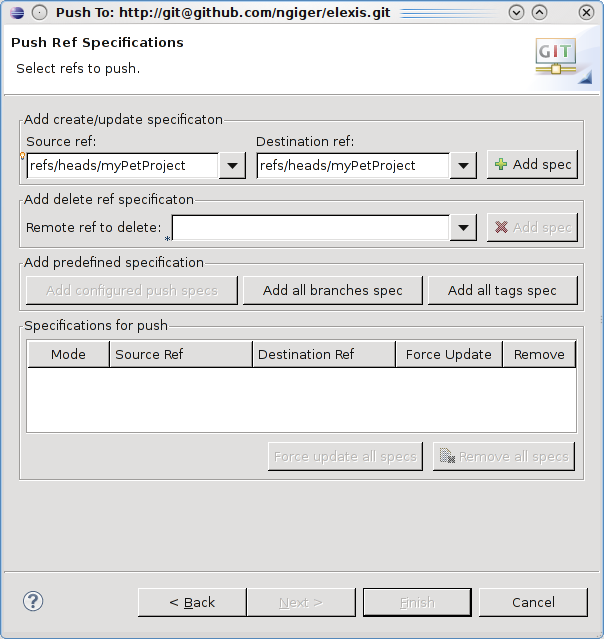 Push To: http://git@github.com/ngiger/elexis.git
Push Ref Specifications
Select refs to push.
GIT
Add create/update specificaton
Source ref: Destination ref:
refs/heads/myPetProject refs/heads/myPetProject Add spec
Add delete ref specificaton
Remote ref to delete: * Add spec
Add predefined specification
Add configured push specs Add all branches spec Add all tags spec
Specifications for push
Mode Source Ref Destination Ref Force Update Remove
Force update all specs Remove all specs
? < Back Next > Finish Cancel